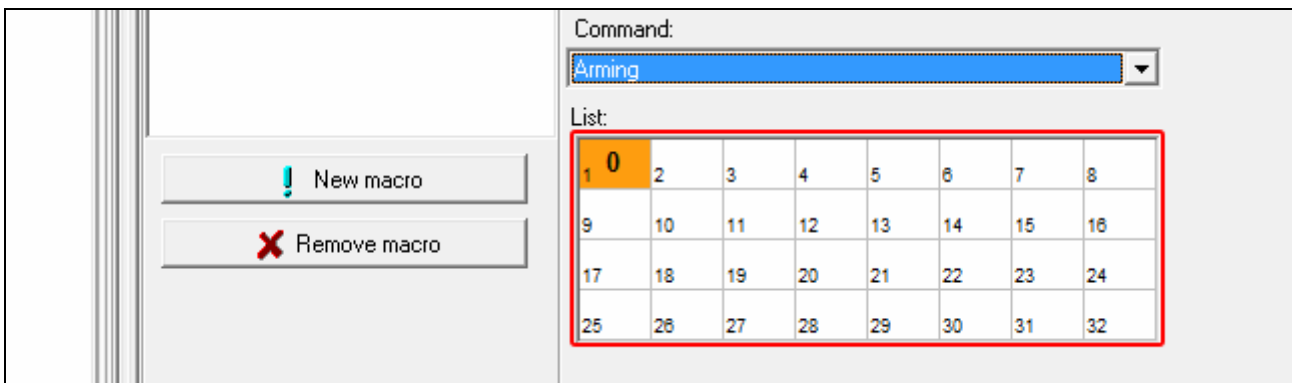 Command:
Arming
List:
New macro
Remove macro
1 0 2 3 4 5 6 7 8
9 10 11 12 13 14 15 16
17 18 19 20 21 22 23 24
25 26 27 28 29 30 31 32